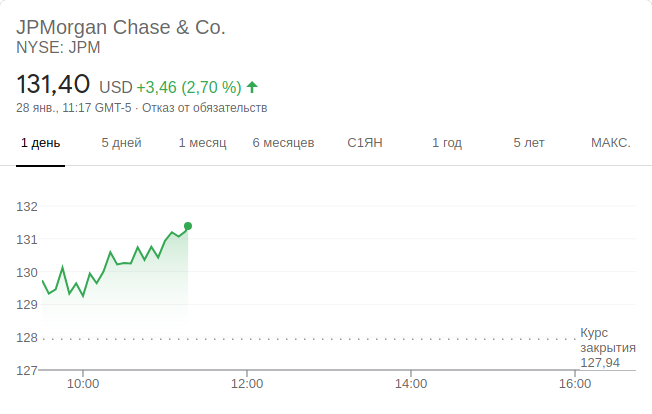 JPMorgan Chase & Co.
NYSE: JPM
131,40 USD +3,46 (2,70 %)
28 янв., 11:17 GMT-5 · Отказ от обязательств
1 день 5 дней 1 месяц 6 месяцев С1ЯН 1 год 5 лет МАКС.
132
131
130
129
128
Курс
закрытия
127,94
127
10:00 12:00 14:00 16:00